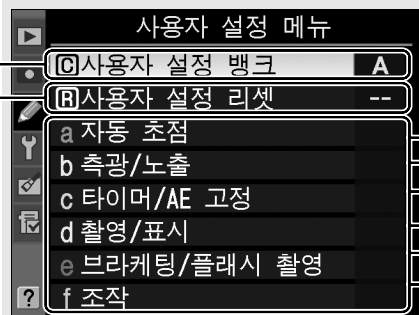 사용자 설정 메뉴
C 사용자 설정 뱅크 A
R 사용자 설정 리셋 --
a 자동 초점
b 측광/노출
c 타이머/AE 고정
d 촬영/표시
e 브라케팅/플래시 촬영
f 조작
?